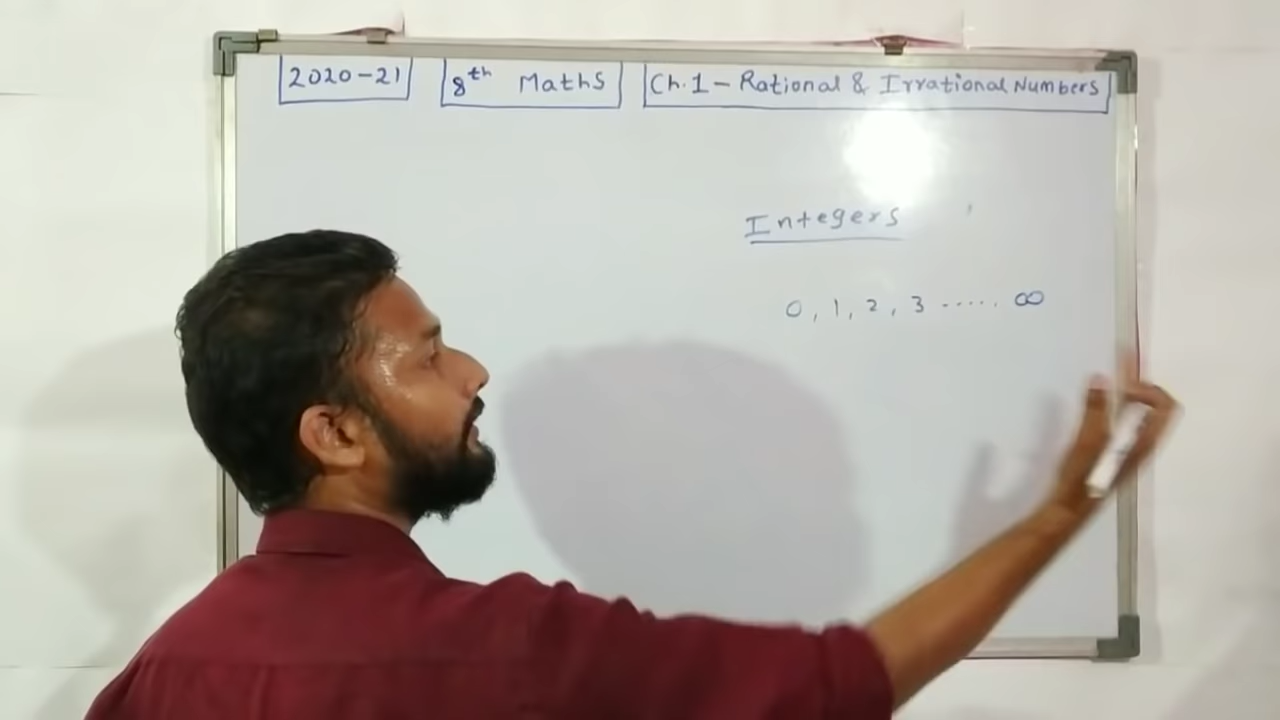 2020-21 8th Maths Ch.1 - Rational & Irrational Numbers
Integers
0, 1, 2, 3 ...... ∞